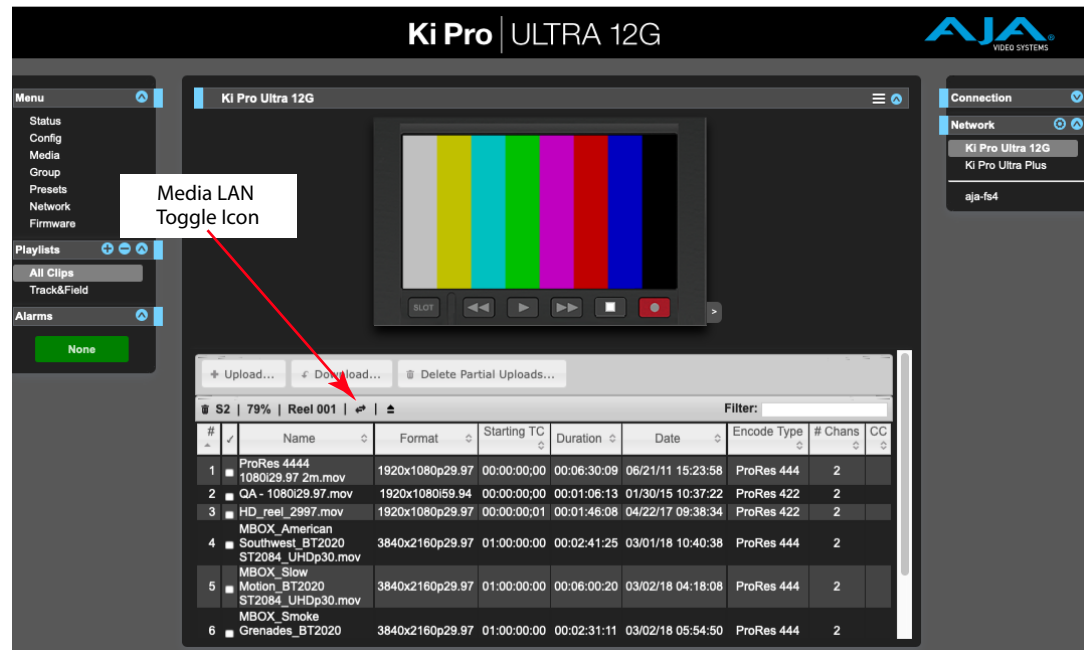 Ki Pro | ULTRA 12G
AJA
VIDEO SYSTEMS
Menu
Status
Config
Media
Group
Presets
Network
Firmware
Playlists
All Clips
Track&Field
Alarms
None
Media LAN
Toggle Icon
Ki Pro Ultra 12G
SLOT
>
Connection
Network
Ki Pro Ultra 12G
Ki Pro Ultra Plus
aja-fs4
Upload... Download... Delete Partial Uploads...
S2 | 79% | Reel 001 | | Filter:
# ✓ Name Format Starting TC Duration Date Encode Type # Chans CC
1 ProRes 4444
1080i29.97 2m.mov 1920x1080p29.97 00:00:00;00 00:06:30:09 06/21/11 15:23:58 ProRes 444 2
2 QA - 1080i29.97.mov 1920x1080i59.94 00:00:00;00 00:01:06:13 01/30/15 10:37:22 ProRes 422 2
3 HD_reel_2997.mov 1920x1080p29.97 00:00:00;01 00:01:46:08 04/22/17 09:38:34 ProRes 422 2
4 MBOX_American
Southwest_BT2020
ST2084_UHDp30.mov 3840x2160p29.97 01:00:00:00 00:02:41:25 03/01/18 10:40:38 ProRes 444 2
5 MBOX_Slow
Motion_BT2020
ST2084_UHDp30.mov 3840x2160p29.97 01:00:00:00 00:06:00:20 03/02/18 04:18:08 ProRes 444 2
6 MBOX_Smoke
Grenades_BT2020 3840x2160p29.97 01:00:00:00 00:02:31:11 03/02/18 05:54:50 ProRes 444 2